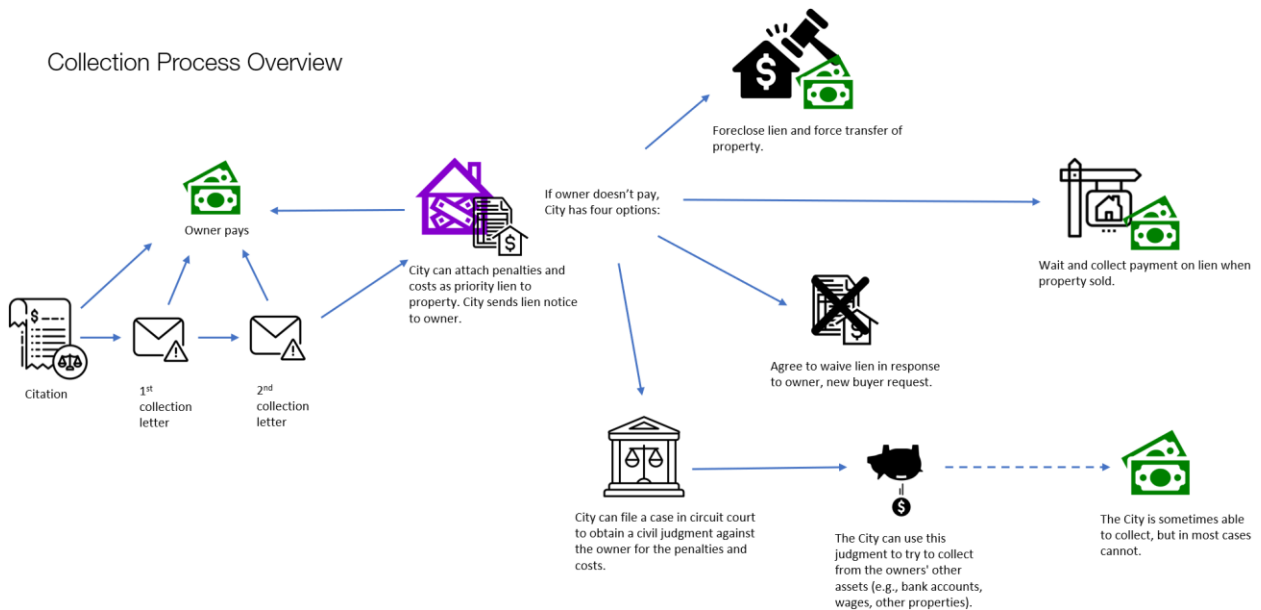 Collection Process Overview
Foreclose lien and force transfer of
property.
If owner doesn’t pay,
City has four options:
Owner pays
City can attach penalties and
costs as priority lien to
property. City sends lien notice
to owner.
Wait and collect payment on lien when
property sold.
Agree to waive lien in response
to owner, new buyer request.
Citation
1st
collection
letter
2nd
collection
letter
City can file a case in circuit court
to obtain a civil judgment against
the owner for the penalties and
costs.
The City can use this
judgment to try to collect
from the owners' other
assets (e.g., bank accounts,
wages, other properties).
The City is sometimes able
to collect, but in most cases
cannot.